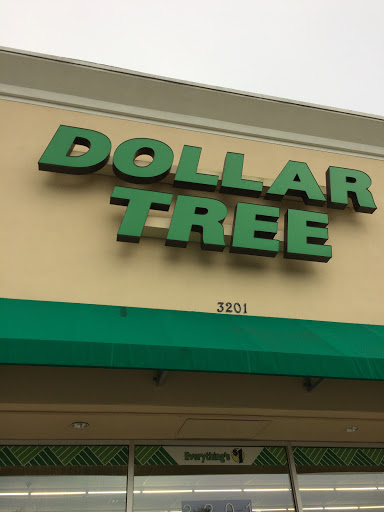 DOLLAR
TREE
3201
Everything's $1